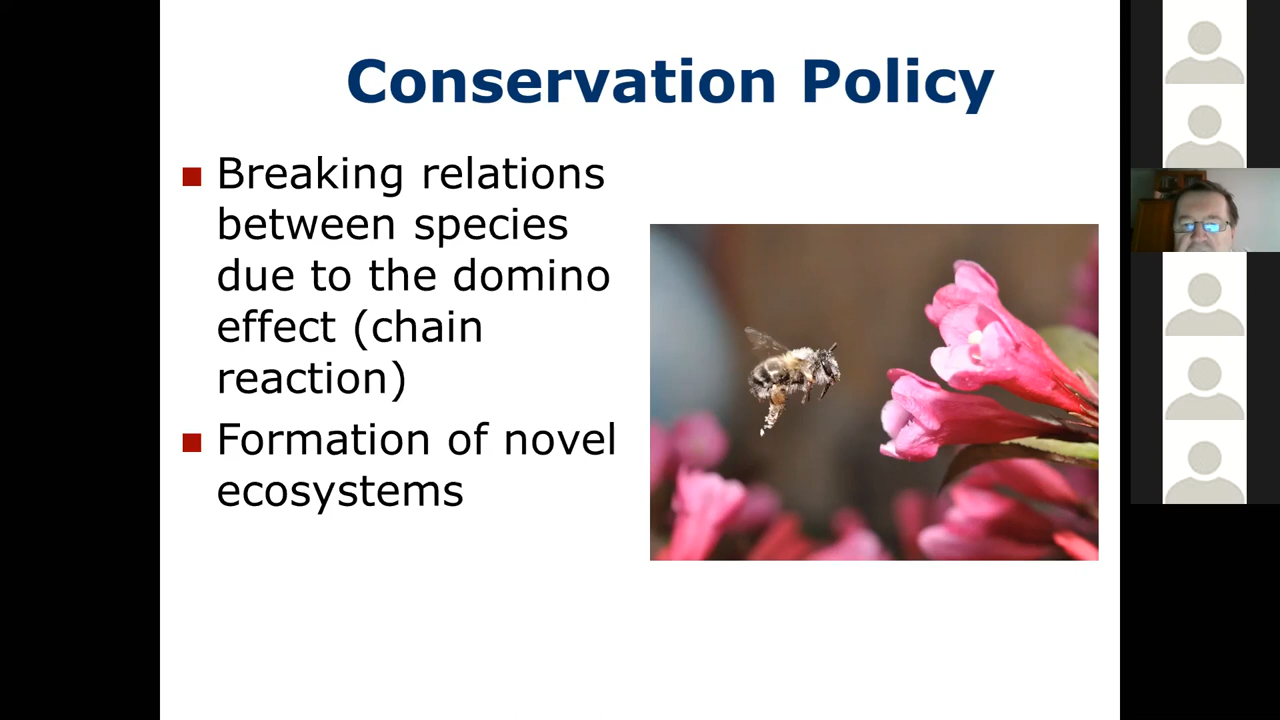 Conservation Policy
Breaking relations
between species
due to the domino
effect (chain
reaction)
Formation of novel
ecosystems